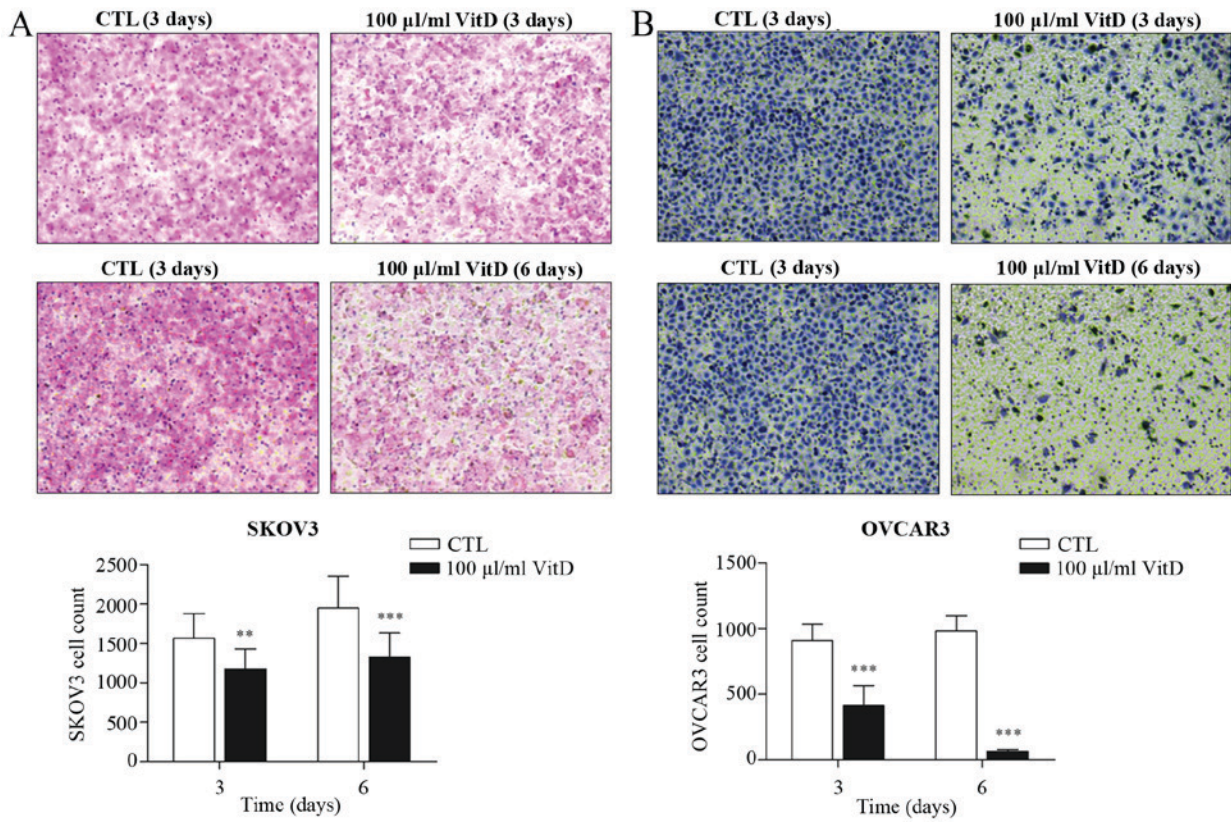 A
CTL (3 days)
100 µl/ml VitD (3 days)
CTL (3 days)
100 µl/ml VitD (6 days)
SKOV3
CTL
100 µl/ml VitD
SKOV3 cell count
2500
2000
1500
1000
500
0
**
***
3
6
Time (days)
B
CTL (3 days)
100 µl/ml VitD (3 days)
CTL (3 days)
100 µl/ml VitD (6 days)
OVCAR3
CTL
100 µl/ml VitD
OVCAR3 cell count
1500
1000
500
0
***
***
3
6
Time (days)